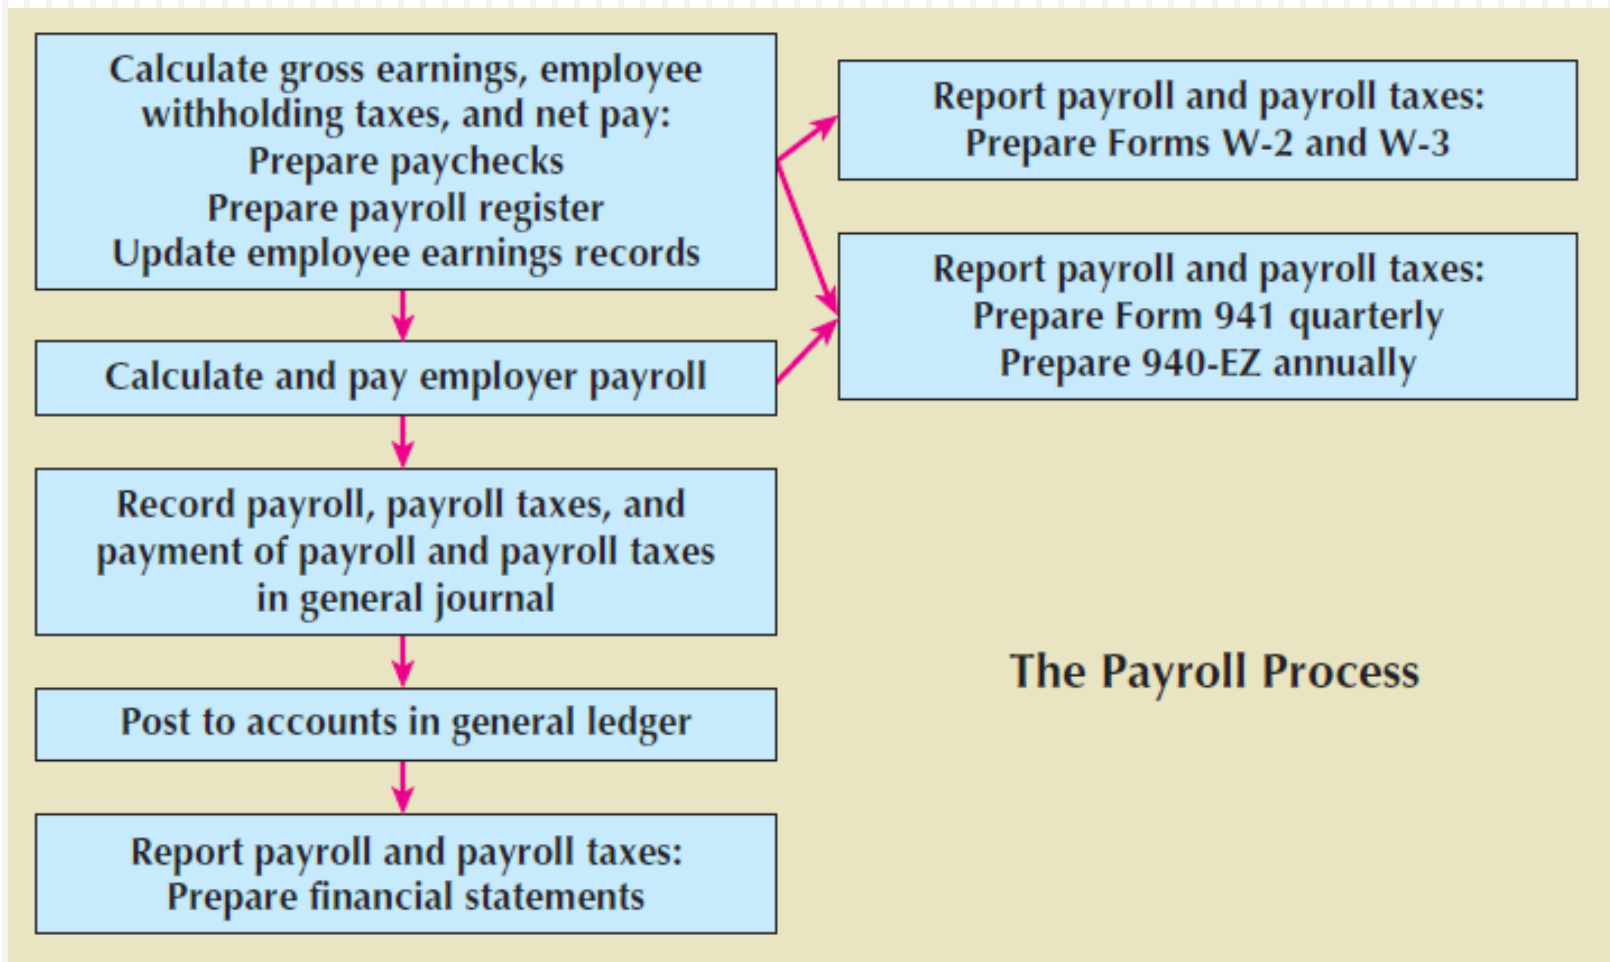 Calculate gross earnings, employee
withholding taxes, and net pay:
Prepare paychecks
Prepare payroll register
Update employee earnings records
Report payroll and payroll taxes:
Prepare Forms W-2 and W-3
Report payroll and payroll taxes:
Prepare Form 941 quarterly
Prepare 940-EZ annually
Calculate and pay employer payroll
Record payroll, payroll taxes, and
payment of payroll and payroll taxes
in general journal
Post to accounts in general ledger
Report payroll and payroll taxes:
Prepare financial statements
The Payroll Process